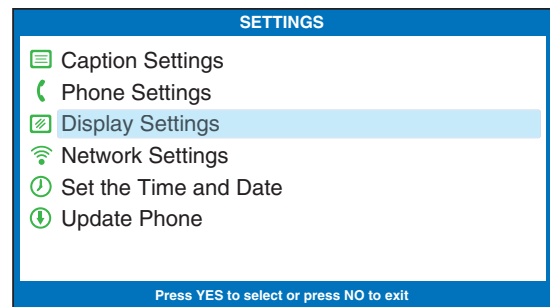 SETTINGS
Caption Settings
Phone Settings
Display Settings
Network Settings
Set the Time and Date
Update Phone
Press YES to select or press NO to exit